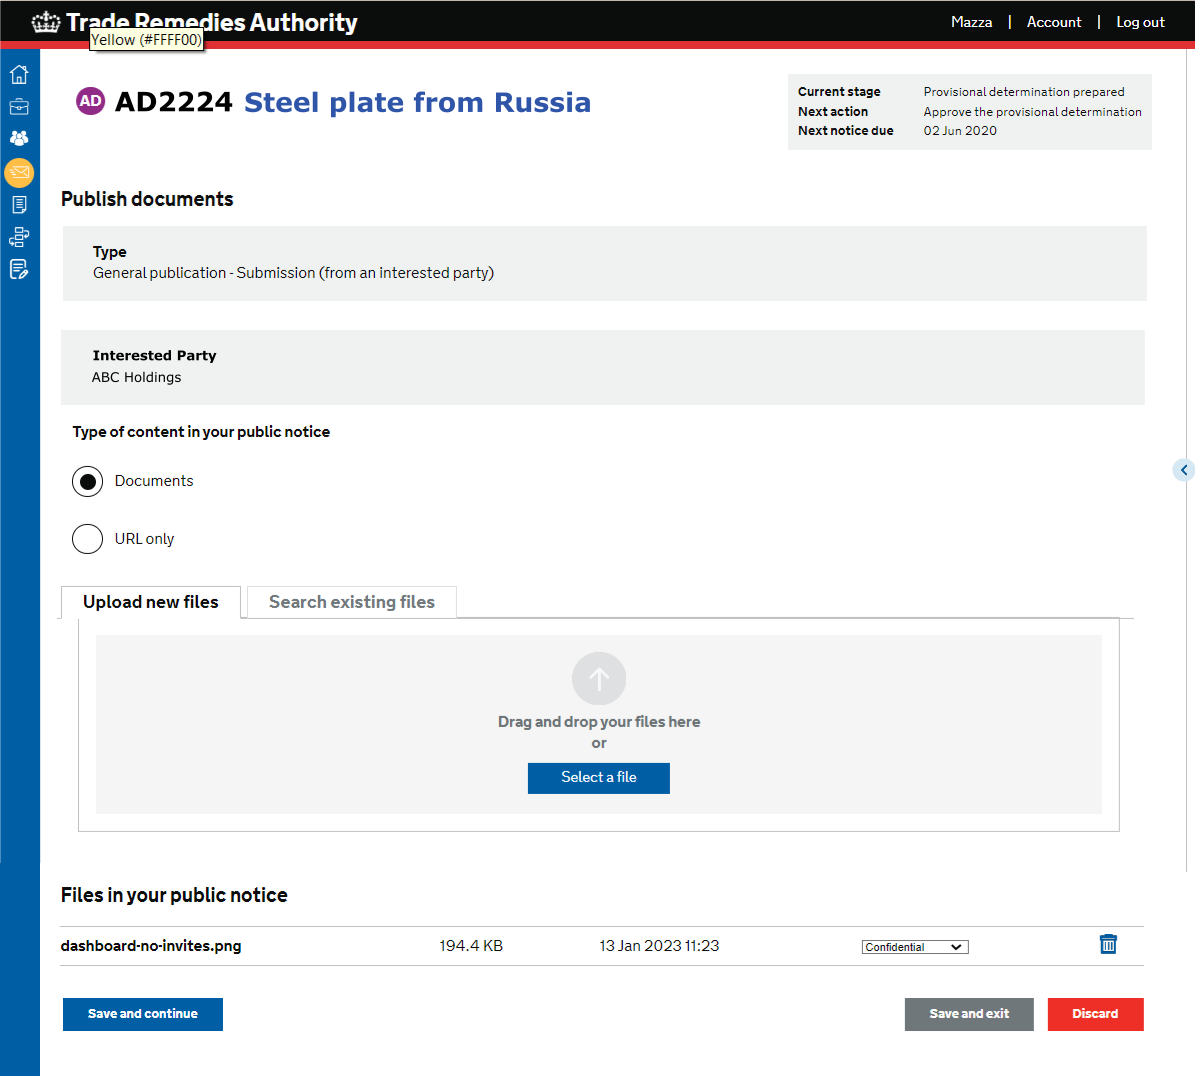 Trade Remedies Authority
Mazza | Account | Log out
Yellow (#FFFF00)
AD AD2224 Steel plate from Russia
Current stage Provisional determination prepared
Next action Approve the provisional determination
Next notice due 02 Jun 2020
Publish documents
Type
General publication - Submission (from an interested party)
Interested Party
ABC Holdings
Type of content in your public notice
Documents
URL only
Upload new files Search existing files
Drag and drop your files here
or
Select a file
Files in your public notice
dashboard-no-invites.png 194.4 KB 13 Jan 2023 11:23 Confidential
Save and continue Save and exit Discard